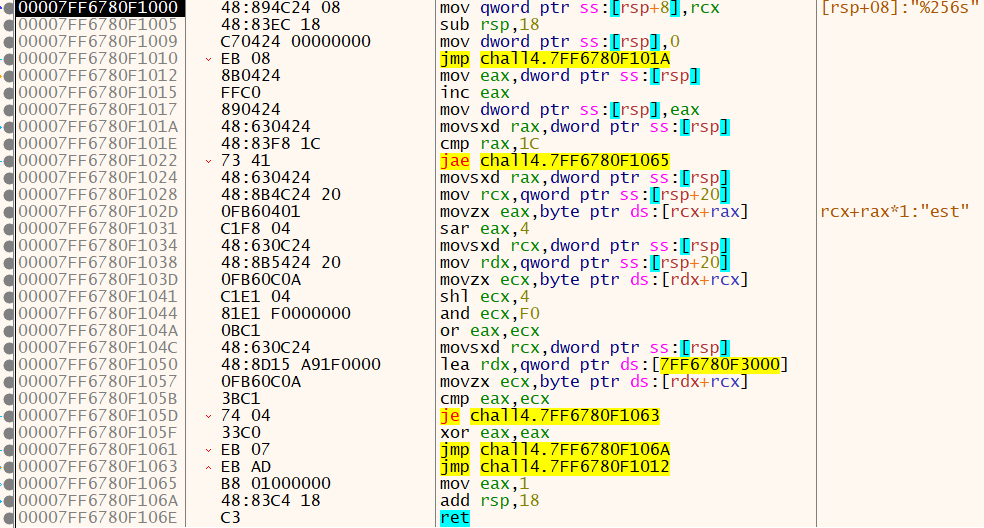 00007FF6780F1000 48:894C24 08 mov qword ptr ss:[rsp+8],rcx [rsp+08]:"%256s"
00007FF6780F1005 48:83EC 18 sub rsp,18
00007FF6780F1009 C70424 00000000 mov dword ptr ss:[rsp],0
00007FF6780F1010 EB 08 jmp chall4.7FF6780F101A
00007FF6780F1012 8B0424 mov eax,dword ptr ss:[rsp]
00007FF6780F1015 FFC0 inc eax
00007FF6780F1017 890424 mov dword ptr ss:[rsp],eax
00007FF6780F101A 48:630424 movsxd rax,dword ptr ss:[rsp]
00007FF6780F101E 48:83F8 1C cmp rax,1C
00007FF6780F1022 73 41 jae chall4.7FF6780F1065
00007FF6780F1024 48:630424 movsxd rax,dword ptr ss:[rsp]
00007FF6780F1028 48:8B4C24 20 mov rcx,qword ptr ss:[rsp+20]
00007FF6780F102D 0FB60401 movzx eax,byte ptr ds:[rcx+rax] rcx+rax*1:"est"
00007FF6780F1031 C1F8 04 sar eax,4
00007FF6780F1034 48:630C24 movsxd rcx,dword ptr ss:[rsp]
00007FF6780F1038 48:8B5424 20 mov rdx,qword ptr ss:[rsp+20]
00007FF6780F103D 0FB60C0A movzx ecx,byte ptr ds:[rdx+rcx]
00007FF6780F1041 C1E1 04 shl ecx,4
00007FF6780F1044 81E1 F0000000 and ecx,F0
00007FF6780F104A 0BC1 or eax,ecx
00007FF6780F104C 48:630C24 movsxd rcx,dword ptr ss:[rsp]
00007FF6780F1050 48:8D15 A91F0000 lea rdx,qword ptr ds:[7FF6780F3000]
00007FF6780F1057 0FB60C0A movzx ecx,byte ptr ds:[rdx+rcx]
00007FF6780F105B 3BC1 cmp eax,ecx
00007FF6780F105D 74 04 je chall4.7FF6780F1063
00007FF6780F105F 33C0 xor eax,eax
00007FF6780F1061 EB 07 jmp chall4.7FF6780F106A
00007FF6780F1063 EB AD jmp chall4.7FF6780F1012
00007FF6780F1065 B8 01000000 mov eax,1
00007FF6780F106A 48:83C4 18 add rsp,18
00007FF6780F106E C3 ret